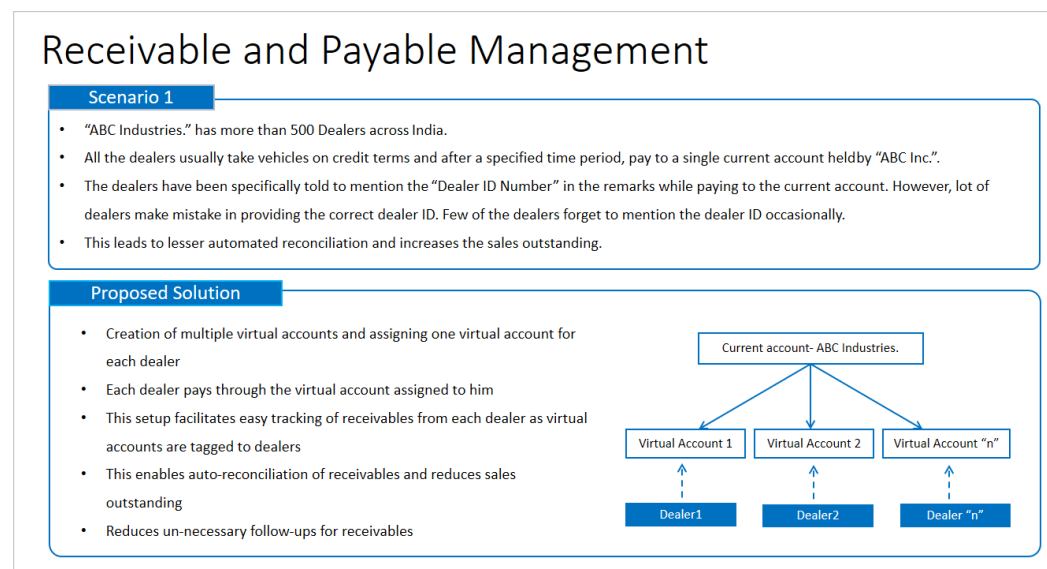 Receivable and Payable Management
Scenario 1
• “ABC Industries.” has more than 500 Dealers across India.
• All the dealers usually take vehicles on credit terms and after a specified time period, pay to a single current account heldby “ABC Inc.”.
• The dealers have been specifically told to mention the “Dealer ID Number” in the remarks while paying to the current account. However, lot of
dealers make mistake in providing the correct dealer ID. Few of the dealers forget to mention the dealer ID occasionally.
• This leads to lesser automated reconciliation and increases the sales outstanding.
Proposed Solution
• Creation of multiple virtual accounts and assigning one virtual account for
each dealer
• Each dealer pays through the virtual account assigned to him
• This setup facilitates easy tracking of receivables from each dealer as virtual
accounts are tagged to dealers
• This enables auto-reconciliation of receivables and reduces sales
outstanding
• Reduces un-necessary follow-ups for receivables
Current account- ABC Industries.
Virtual Account 1
Virtual Account 2
Virtual Account “n”
Dealer1
Dealer2
Dealer “n”